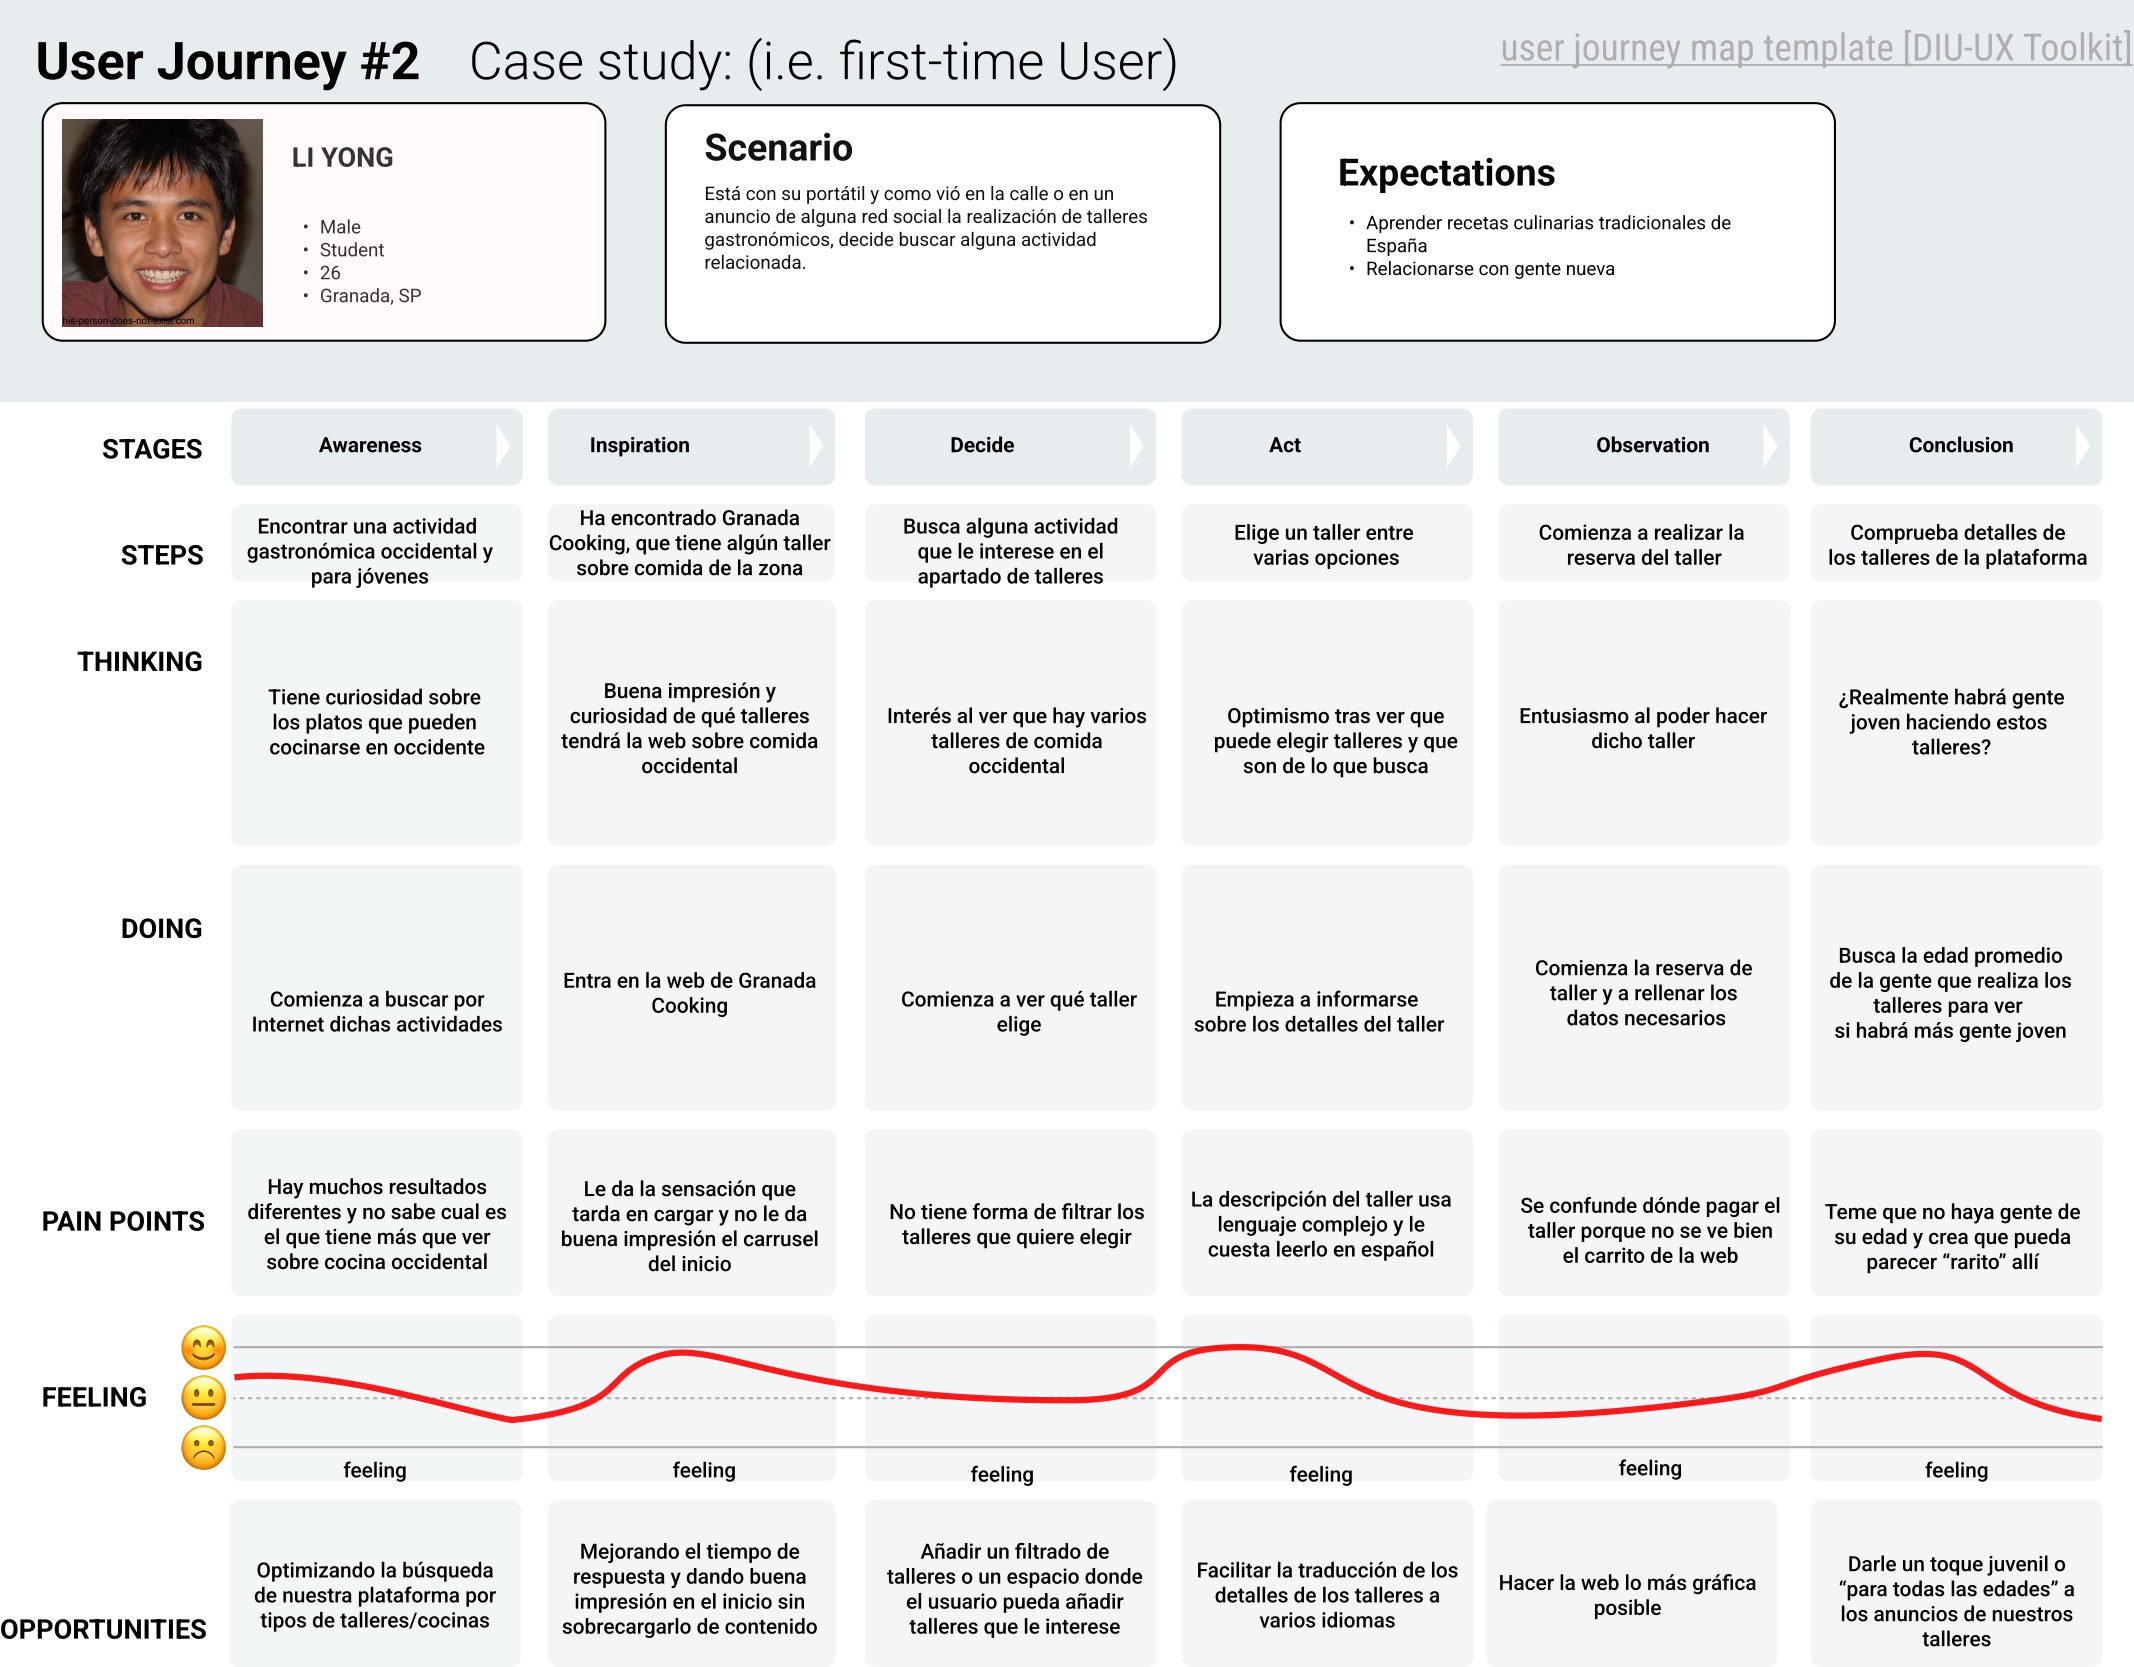 User Journey #2 Case study: (i.e. first-time User)
user journey map template [DIU-UX Toolkit]
LI YONG
• Male
• Student
• 26
• Granada, SP
his-person-does-not-exist.com
Scenario
Está con su portátil y como vió en la calle o en un
anuncio de alguna red social la realización de talleres
gastronómicos, decide buscar alguna actividad
relacionada.
Expectations
• Aprender recetas culinarias tradicionales de
España
• Relacionarse con gente nueva
STAGES
Awareness
Inspiration
Decide
Act
Observation
Conclusion
STEPS
Encontrar una actividad
gastronómica occidental y
para jóvenes
Ha encontrado Granada
Cooking, que tiene algún taller
sobre comida de la zona
Busca alguna actividad
que le interese en el
apartado de talleres
Elige un taller entre
varias opciones
Comienza a realizar la
reserva del taller
Comprueba detalles de
los talleres de la plataforma
THINKING
Tiene curiosidad sobre
los platos que pueden
cocinarse en occidente
Buena impresión y
curiosidad de qué talleres
tendrá la web sobre comida
occidental
Interés al ver que hay varios
talleres de comida
occidental
Optimismo tras ver que
puede elegir talleres y que
son de lo que busca
Entusiasmo al poder hacer
dicho taller
¿Realmente habrá gente
joven haciendo estos
talleres?
DOING
Comienza a buscar por
Internet dichas actividades
Entra en la web de Granada
Cooking
Comienza a ver qué taller
elige
Empieza a informarse
sobre los detalles del taller
Comienza la reserva de
taller y a rellenar los
datos necesarios
Busca la edad promedio
de la gente que realiza los
talleres para ver
si habrá más gente joven
PAIN POINTS
Hay muchos resultados
diferentes y no sabe cual es
el que tiene más que ver
sobre cocina occidental
Le da la sensación que
tarda en cargar y no le da
buena impresión el carrusel
del inicio
No tiene forma de filtrar los
talleres que quiere elegir
La descripción del taller usa
lenguaje complejo y le
cuesta leerlo en español
Se confunde dónde pagar el
taller porque no se ve bien
el carrito de la web
Teme que no haya gente de
su edad y crea que pueda
parecer “rarito” allí
FEELING
feeling
feeling
feeling
feeling
feeling
feeling
OPPORTUNITIES
Optimizando la búsqueda
de nuestra plataforma por
tipos de talleres/cocinas
Mejorando el tiempo de
respuesta y dando buena
impresión en el inicio sin
sobrecargarlo de contenido
Añadir un filtrado de
talleres o un espacio donde
el usuario pueda añadir
talleres que le interese
Facilitar la traducción de los
detalles de los talleres a
varios idiomas
Hacer la web lo más gráfica
posible
Darle un toque juvenil o
“para todas las edades” a
los anuncios de nuestros
talleres